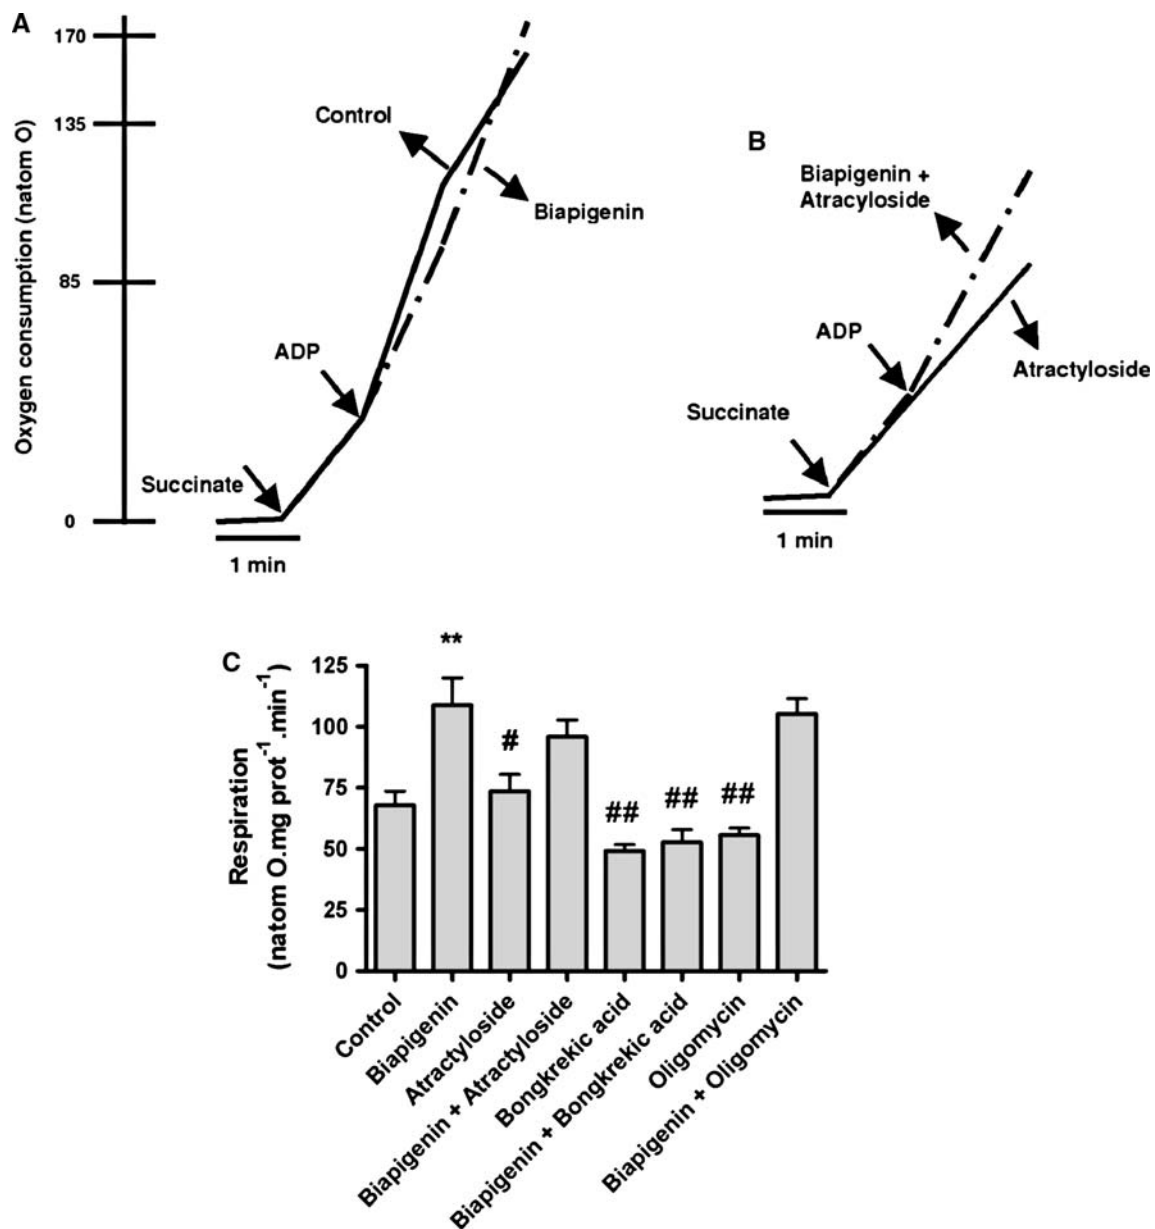 A
Oxygen consumption (natom O)
170
135
85
0
Control
Biapigenin
ADP
Succinate
1 min
B
Biapigenin +
Atracyloside
ADP
Succinate
Atractyloside
1 min
C
Respiration
(natom O.mg prot⁻¹.min⁻¹)
125
100
75
50
25
0
**
#
##
##
##
Control
Biapigenin
Atractyloside
Biapigenin + Atractyloside
Bongkrekic acid
Biapigenin + Bongkrekic acid
Oligomycin
Biapigenin + Oligomycin